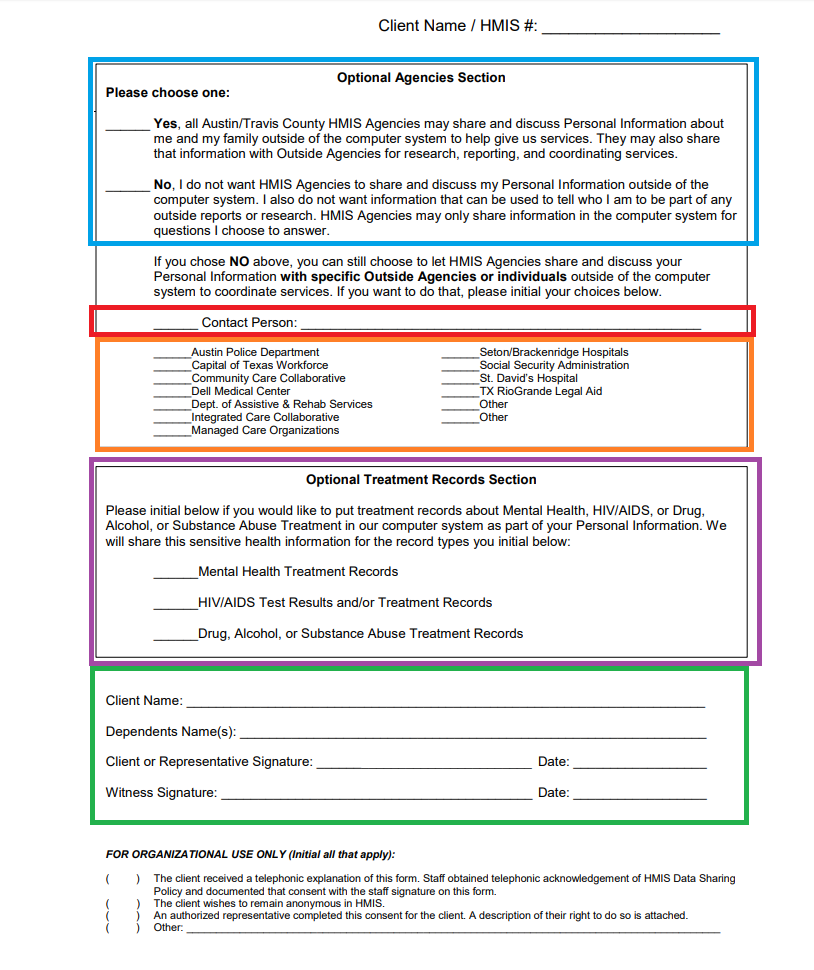 Client Name / HMIS #: ____________________
Optional Agencies Section
Please choose one:
______ Yes, all Austin/Travis County HMIS Agencies may share and discuss Personal Information about
me and my family outside of the computer system to help give us services. They may also share
that information with Outside Agencies for research, reporting, and coordinating services.
______ No, I do not want HMIS Agencies to share and discuss my Personal Information outside of the
computer system. I also do not want information that can be used to tell who I am to be part of any
outside reports or research. HMIS Agencies may only share information in the computer system for
questions I choose to answer.
If you chose NO above, you can still choose to let HMIS Agencies share and discuss your
Personal Information with specific Outside Agencies or individuals outside of the computer
system to coordinate services. If you want to do that, please initial your choices below.
______ Contact Person: ____________________
______Austin Police Department
______Capital of Texas Workforce
______Community Care Collaborative
______Dell Medical Center
______Dept. of Assistive & Rehab Services
______Integrated Care Collaborative
______Managed Care Organizations
______Seton/Brackenridge Hospitals
______Social Security Administration
______St. David's Hospital
______TX RioGrande Legal Aid
______Other
______Other
Optional Treatment Records Section
Please initial below if you would like to put treatment records about Mental Health, HIV/AIDS, or Drug,
Alcohol, or Substance Abuse Treatment in our computer system as part of your Personal Information. We
will share this sensitive health information for the record types you initial below:
______Mental Health Treatment Records
______HIV/AIDS Test Results and/or Treatment Records
______Drug, Alcohol, or Substance Abuse Treatment Records
Client Name: ____________________
Dependents Name(s): ____________________
Client or Representative Signature: ____________________ Date: __________
Witness Signature: ____________________ Date: __________
FOR ORGANIZATIONAL USE ONLY (Initial all that apply):
( ) The client received a telephonic explanation of this form. Staff obtained telephonic acknowledgement of HMIS Data Sharing
Policy and documented that consent with the staff signature on this form.
( ) The client wishes to remain anonymous in HMIS.
( ) An authorized representative completed this consent for the client. A description of their right to do so is attached.
( ) Other: ____________________